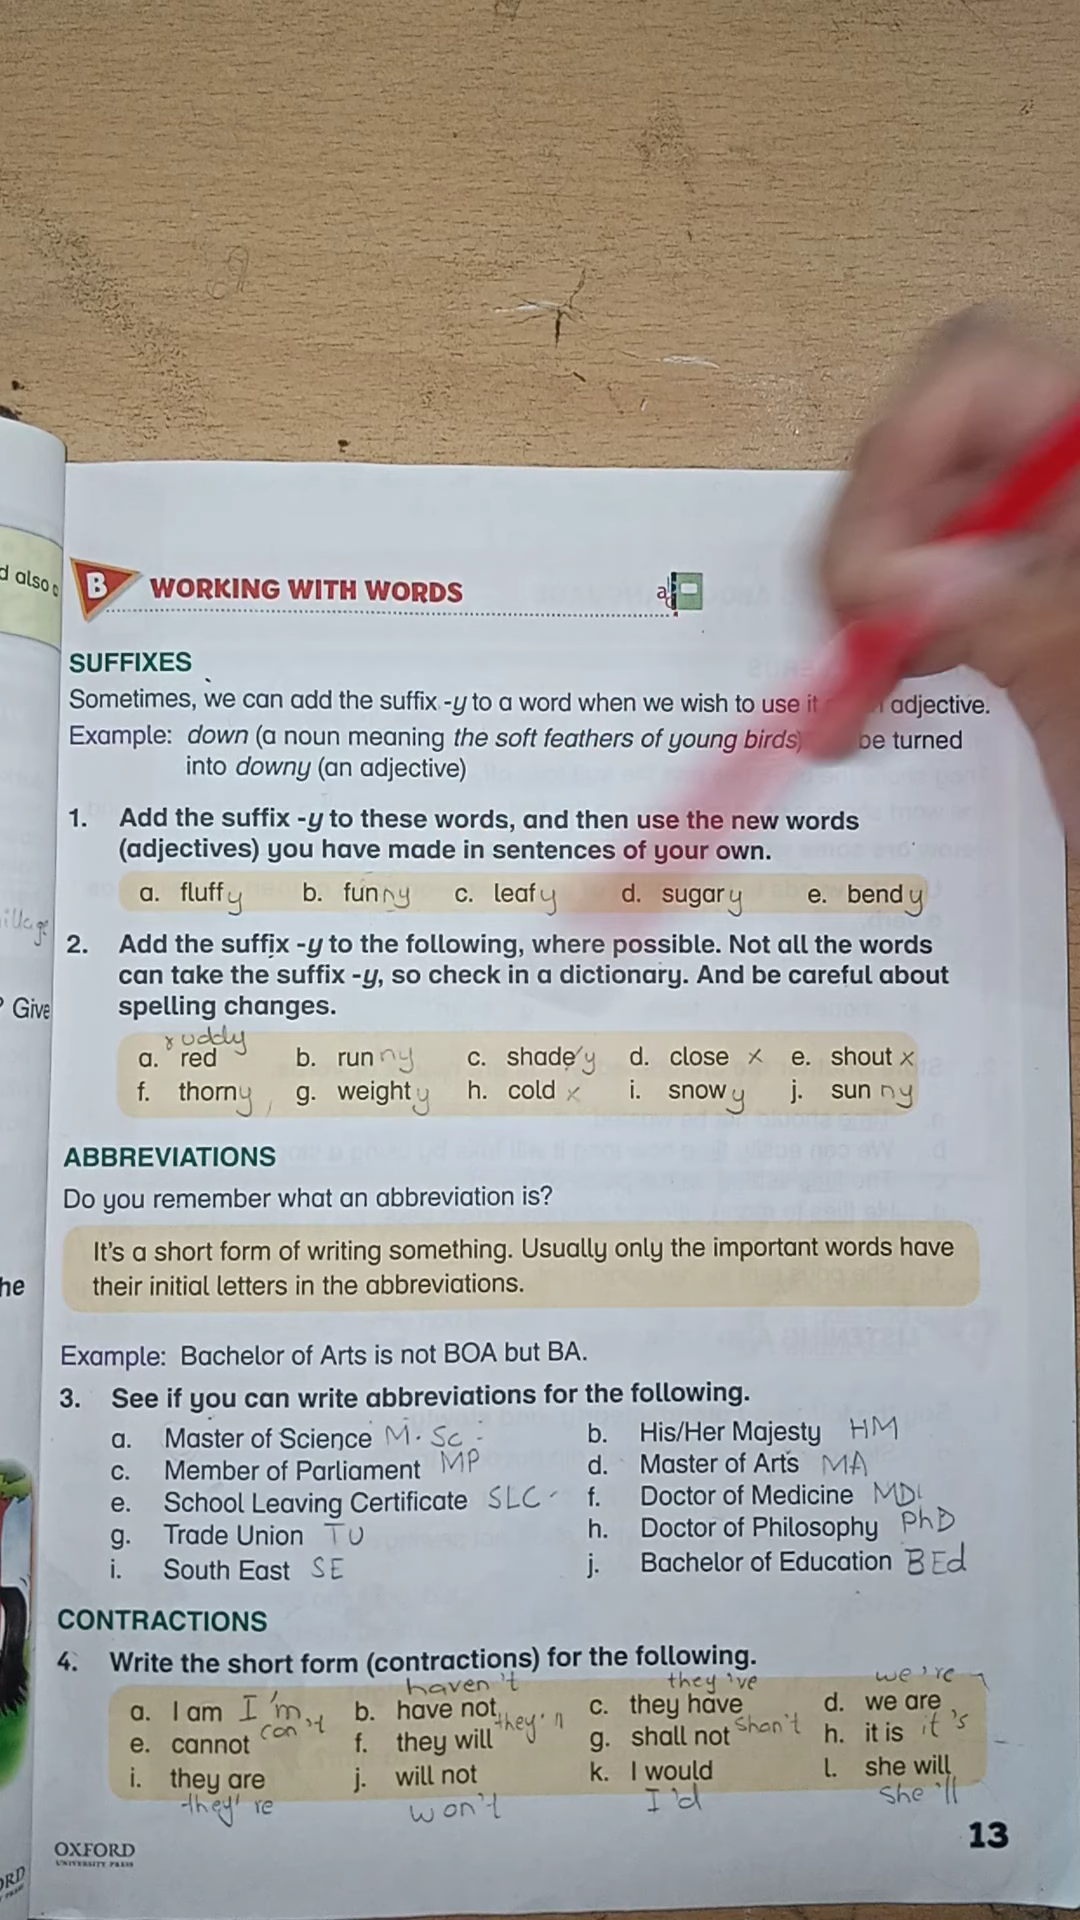 d also
B WORKING WITH WORDS
SUFFIXES
Sometimes, we can add the suffix -y to a word when we wish to use it adjective.
Example: down (a noun meaning the soft feathers of young birds) be turned
into downy (an adjective)
1. Add the suffix -y to these words, and then use the new words
(adjectives) you have made in sentences of your own.
a. fluffy b. funny c. leafy d. sugary e. bendy
2. Add the suffix -y to the following, where possible. Not all the words
can take the suffix -y, so check in a dictionary. And be careful about
Give
spelling changes.
ruddy
a. red b. runny c. shadey d. close x e. shout x
f. thorny g. weighty h. cold x i. snowy j. sunny
ABBREVIATIONS
Do you remember what an abbreviation is?
It's a short form of writing something. Usually only the important words have
he
their initial letters in the abbreviations.
Example: Bachelor of Arts is not BOA but BA.
3. See if you can write abbreviations for the following.
a. Master of Science M.Sc. b. His/Her Majesty HM
c. Member of Parliament MP d. Master of Arts MA
e. School Leaving Certificate SLC f. Doctor of Medicine MD
g. Trade Union TU h. Doctor of Philosophy PhD
i. South East SE j. Bachelor of Education BEd
CONTRACTIONS
4. Write the short form (contractions) for the following.
haven't they've we're
a. I am I'm b. have not c. they have d. we are
e. cannot can't f. they will they'll g. shall not Shan't h. it is it's
i. they are j. will not k. I would l. she will
they're won't I'd She'll
13
OXFORD
UNIVERSITY PRESS